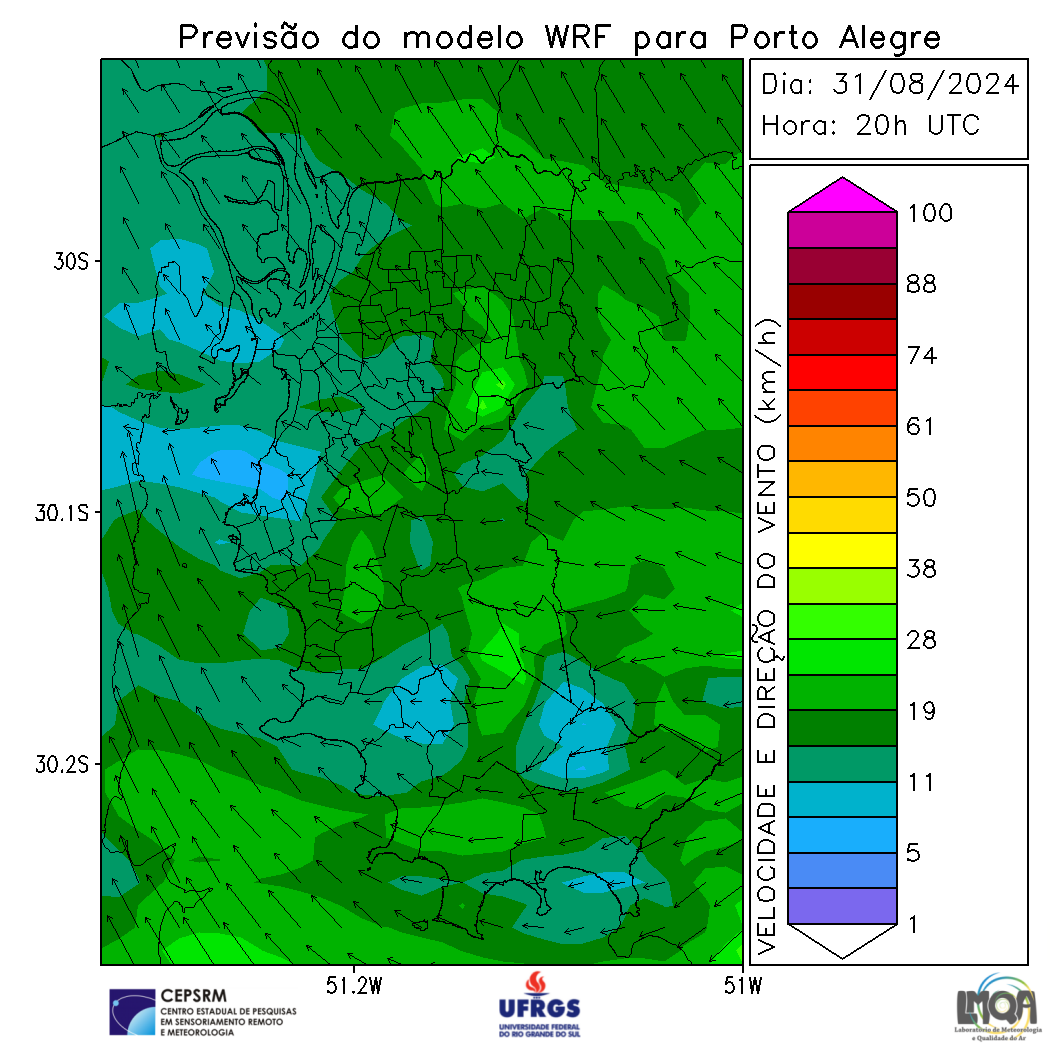 Previsão do modelo WRF para Porto Alegre
Dia: 31/08/2024
Hora: 20h UTC
30S
30.1S
30.2S
51.2W
51W
VELOCIDADE E DIREÇÃO DO VENTO (km/h)
100
88
74
61
50
38
28
19
11
5
1
CEPSRM
CENTRO ESTADUAL DE PESQUISAS
EM SENSORIAMENTO REMOTO
E METEOROLOGIA
UFRGS
UNIVERSIDADE FEDERAL
DO RIO GRANDE DO SUL
LMQA
Laboratório de Meteorologia
e Qualidade do Ar